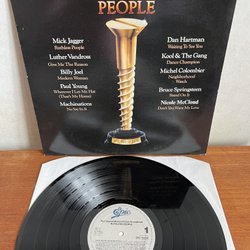 PEOPLE
Mick Jagger
Ruthless People
Luther Vandross
Give Me The Reason
Billy Joel
Modern Woman
Paul Young
Wherever I Lay My Hat
(That's My Home)
Machinations
No Say In It
Dan Hartman
Waiting To See You
Kool & The Gang
Dance Champion
Michel Colombier
Neighborhood
Watch
Bruce Springsteen
Stand On It
Nicole McCloud
Don't You Want My Love
Epic
1